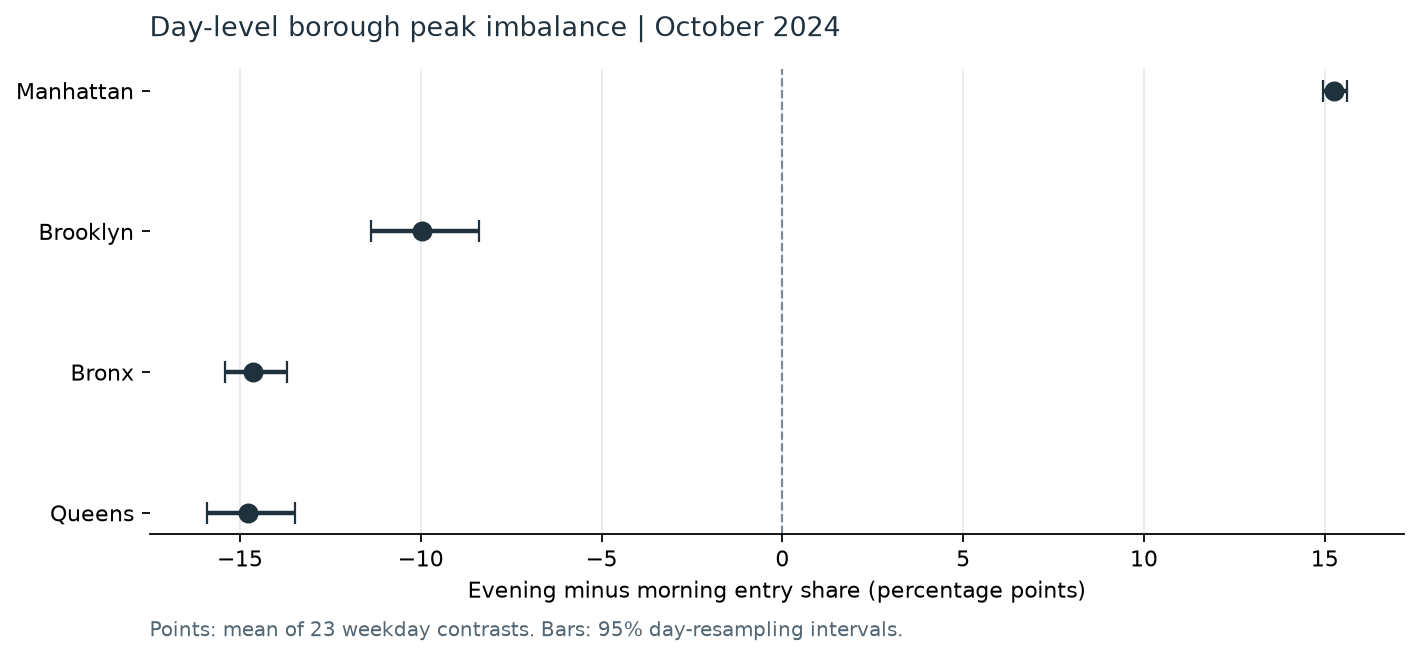 Day-level borough peak imbalance | October 2024
Manhattan
Brooklyn
Bronx
Queens
−15 −10 −5 0 5 10 15
Evening minus morning entry share (percentage points)
Points: mean of 23 weekday contrasts. Bars: 95% day-resampling intervals.